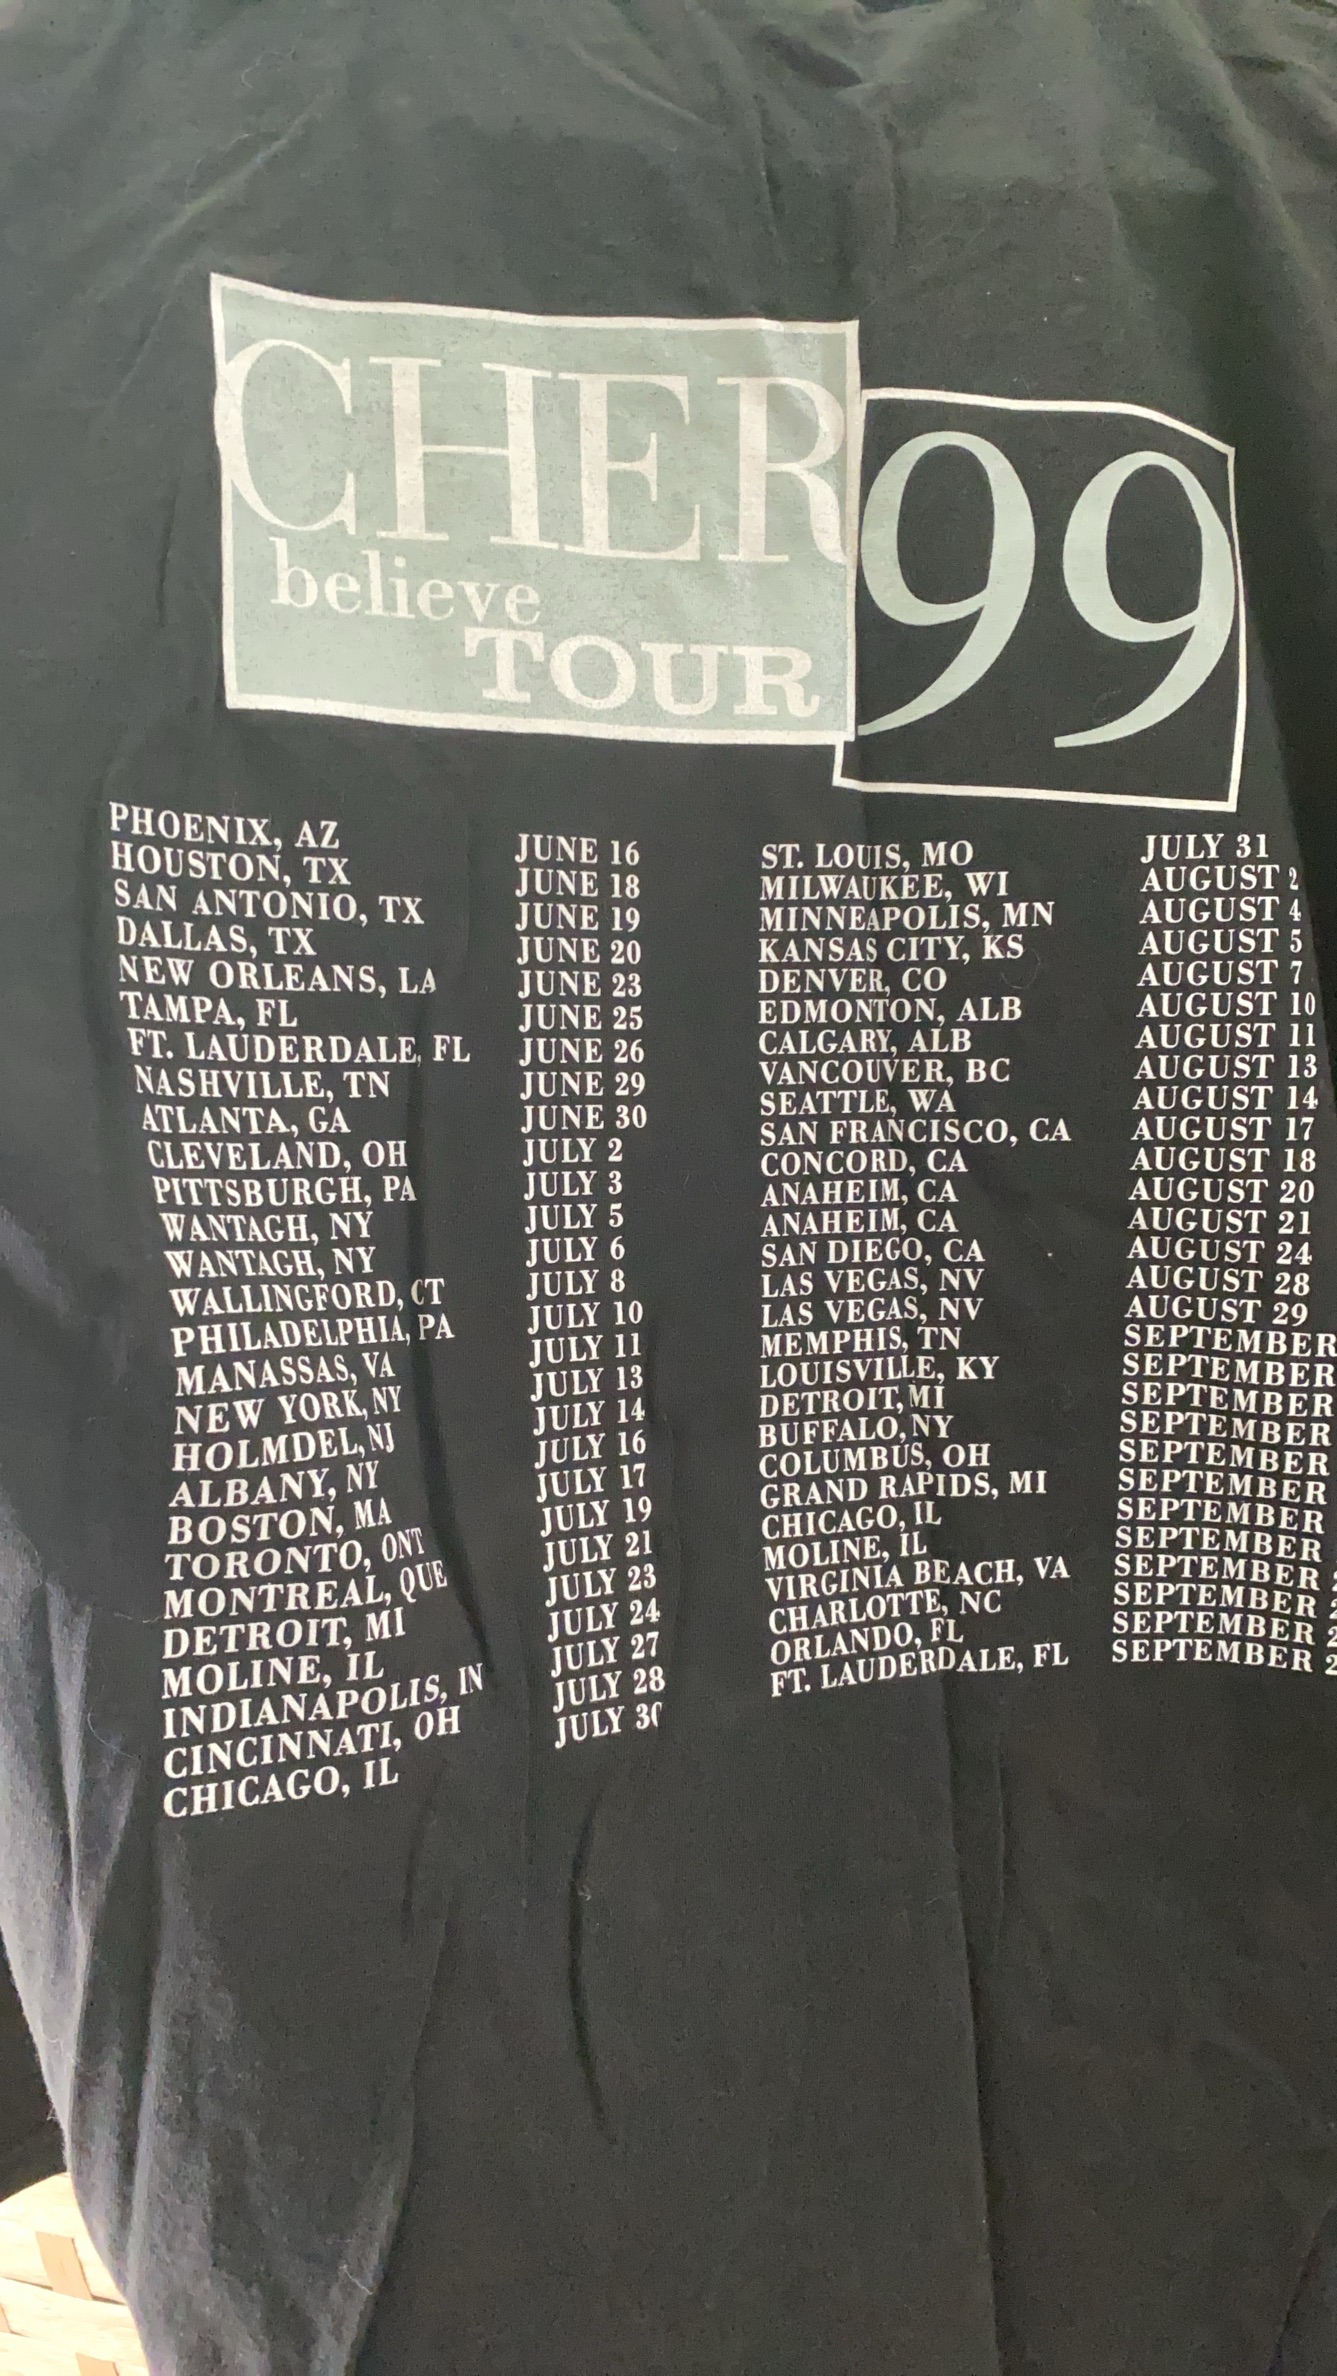 CHER
believe
TOUR
99
PHOENIX, AZ JUNE 16
HOUSTON, TX JUNE 18
SAN ANTONIO, TX JUNE 19
DALLAS, TX JUNE 20
NEW ORLEANS, LA JUNE 23
TAMPA, FL JUNE 25
FT. LAUDERDALE, FL JUNE 26
NASHVILLE, TN JUNE 29
ATLANTA, GA JUNE 30
CLEVELAND, OH JULY 2
PITTSBURGH, PA JULY 3
WANTAGH, NY JULY 5
WANTAGH, NY JULY 6
WALLINGFORD, CT JULY 8
PHILADELPHIA, PA JULY 10
MANASSAS, VA JULY 11
NEW YORK, NY JULY 13
HOLMDEL, NJ JULY 14
ALBANY, NY JULY 16
BOSTON, MA JULY 17
TORONTO, ONT JULY 19
MONTREAL, QUE JULY 21
DETROIT, MI JULY 23
MOLINE, IL JULY 24
INDIANAPOLIS, IN JULY 27
CINCINNATI, OH JULY 28
CHICAGO, IL JULY 30
ST. LOUIS, MO JULY 31
MILWAUKEE, WI AUGUST 2
MINNEAPOLIS, MN AUGUST 4
KANSAS CITY, KS AUGUST 5
DENVER, CO AUGUST 7
EDMONTON, ALB AUGUST 10
CALGARY, ALB AUGUST 11
VANCOUVER, BC AUGUST 13
SEATTLE, WA AUGUST 14
SAN FRANCISCO, CA AUGUST 17
CONCORD, CA AUGUST 18
ANAHEIM, CA AUGUST 20
ANAHEIM, CA AUGUST 21
SAN DIEGO, CA AUGUST 24
LAS VEGAS, NV AUGUST 28
LAS VEGAS, NV AUGUST 29
MEMPHIS, TN SEPTEMBER
LOUISVILLE, KY SEPTEMBER
DETROIT, MI SEPTEMBER
BUFFALO, NY SEPTEMBER
COLUMBUS, OH SEPTEMBER
GRAND RAPIDS, MI SEPTEMBER
CHICAGO, IL SEPTEMBER
MOLINE, IL SEPTEMBER
VIRGINIA BEACH, VA SEPTEMBER
CHARLOTTE, NC SEPTEMBER
ORLANDO, FL SEPTEMBER
FT. LAUDERDALE, FL SEPTEMBER